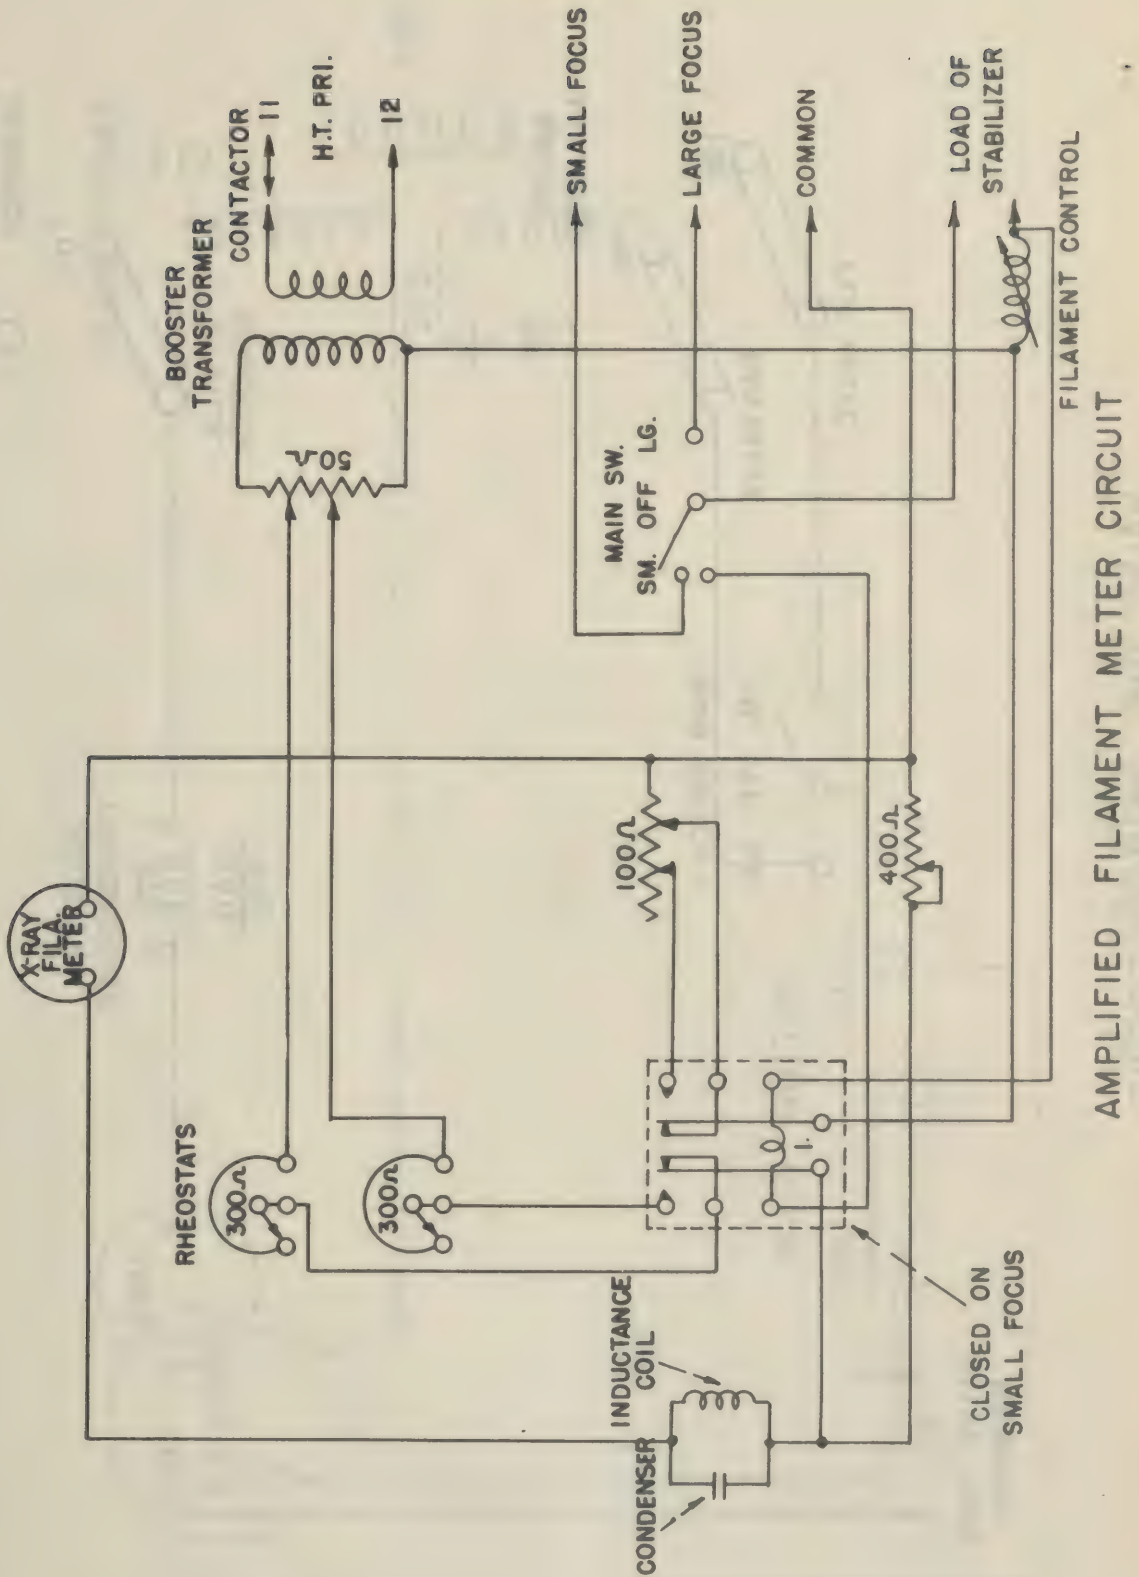 X-RAY
FILA.
METER
RHEOSTATS
300Ω
300Ω
BOOSTER
TRANSFORMER
CONTACTOR
11
H.T. PRI.
12
50Ω
SMALL FOCUS
LARGE FOCUS
COMMON
LOAD OF
STABILIZER
MAIN SW.
SM. OFF LG.
100Ω
400Ω
INDUCTANCE
COIL
CONDENSER
CLOSED ON
SMALL FOCUS
FILAMENT CONTROL
AMPLIFIED FILAMENT METER CIRCUIT